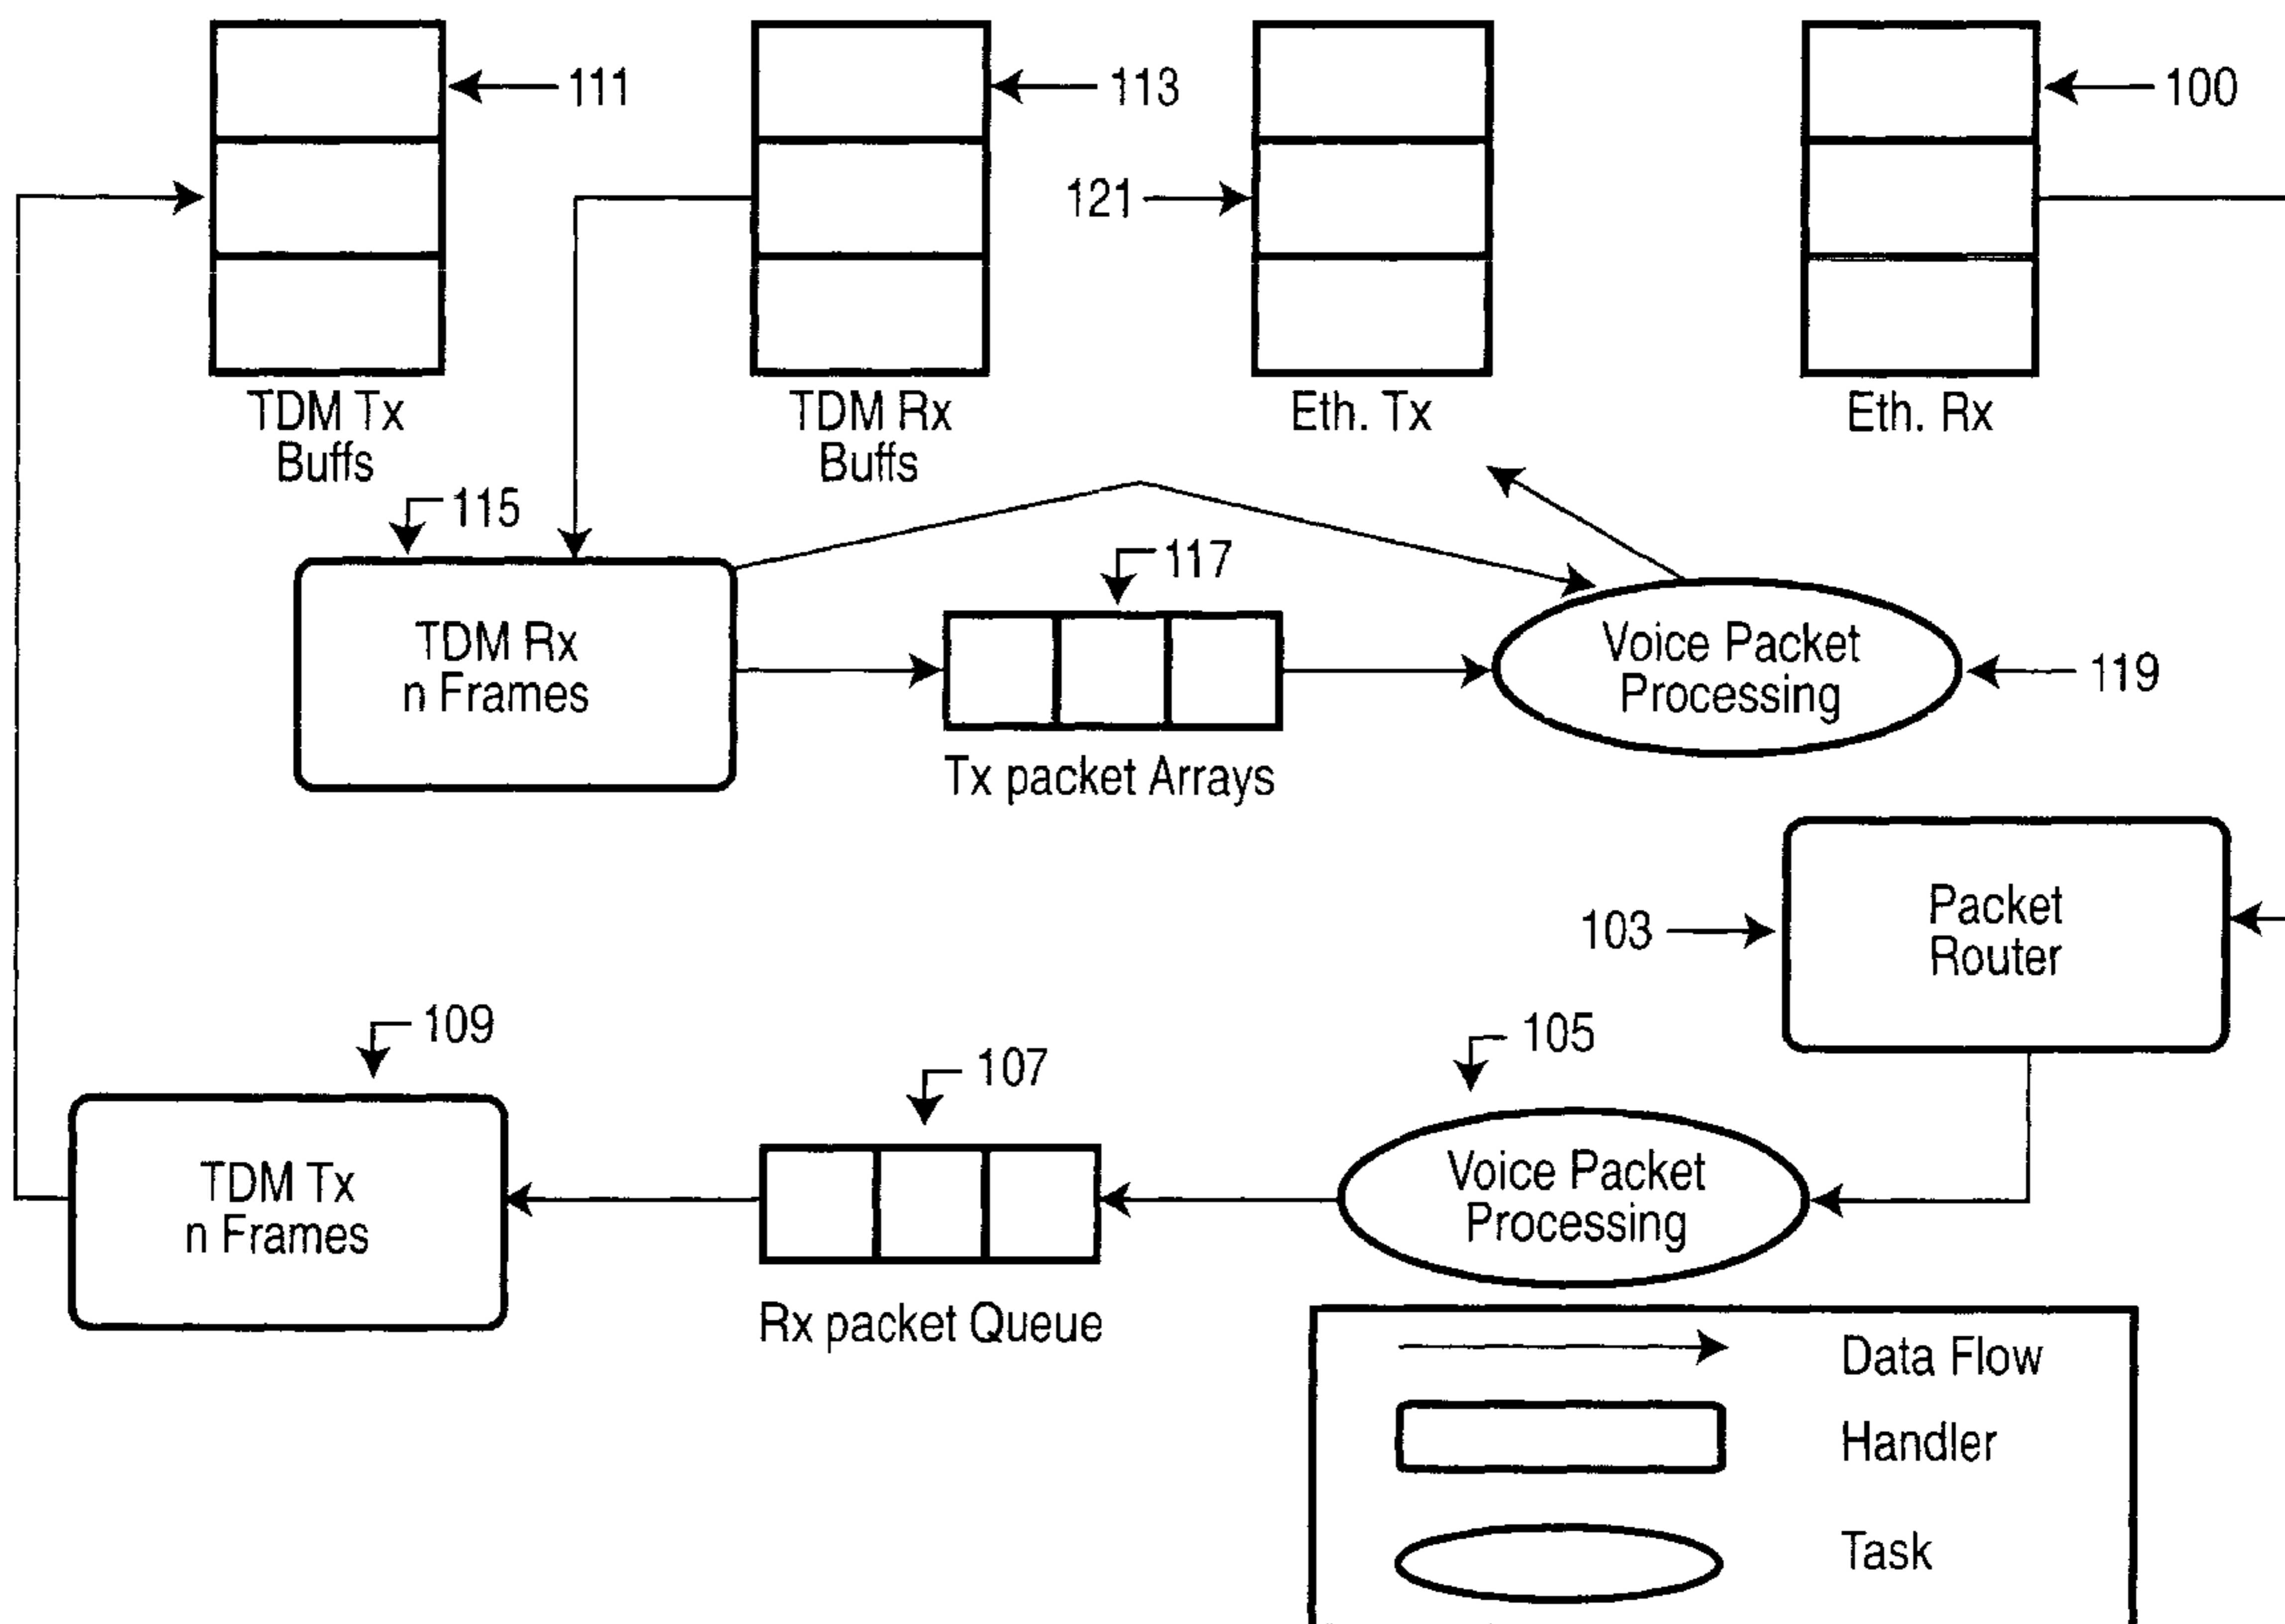 111
113
121
100
TDM Tx
Buffs
TDM Rx
Buffs
Eth. Tx
Eth. Rx
115
117
TDM Rx
n Frames
Voice Packet
Processing
119
Tx packet Arrays
103
Packet
Router
109
107
105
TDM Tx
n Frames
Voice Packet
Processing
Rx packet Queue
Data Flow
Handler
Task